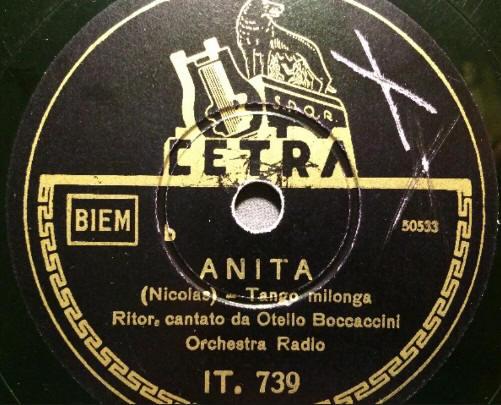 S.P.Q.R.
CETRA
BIEM
50533
ANITA
(Nicolas) - Tango milonga
Ritor. cantato da Otello Boccaccini
Orchestra Radio
IT. 739